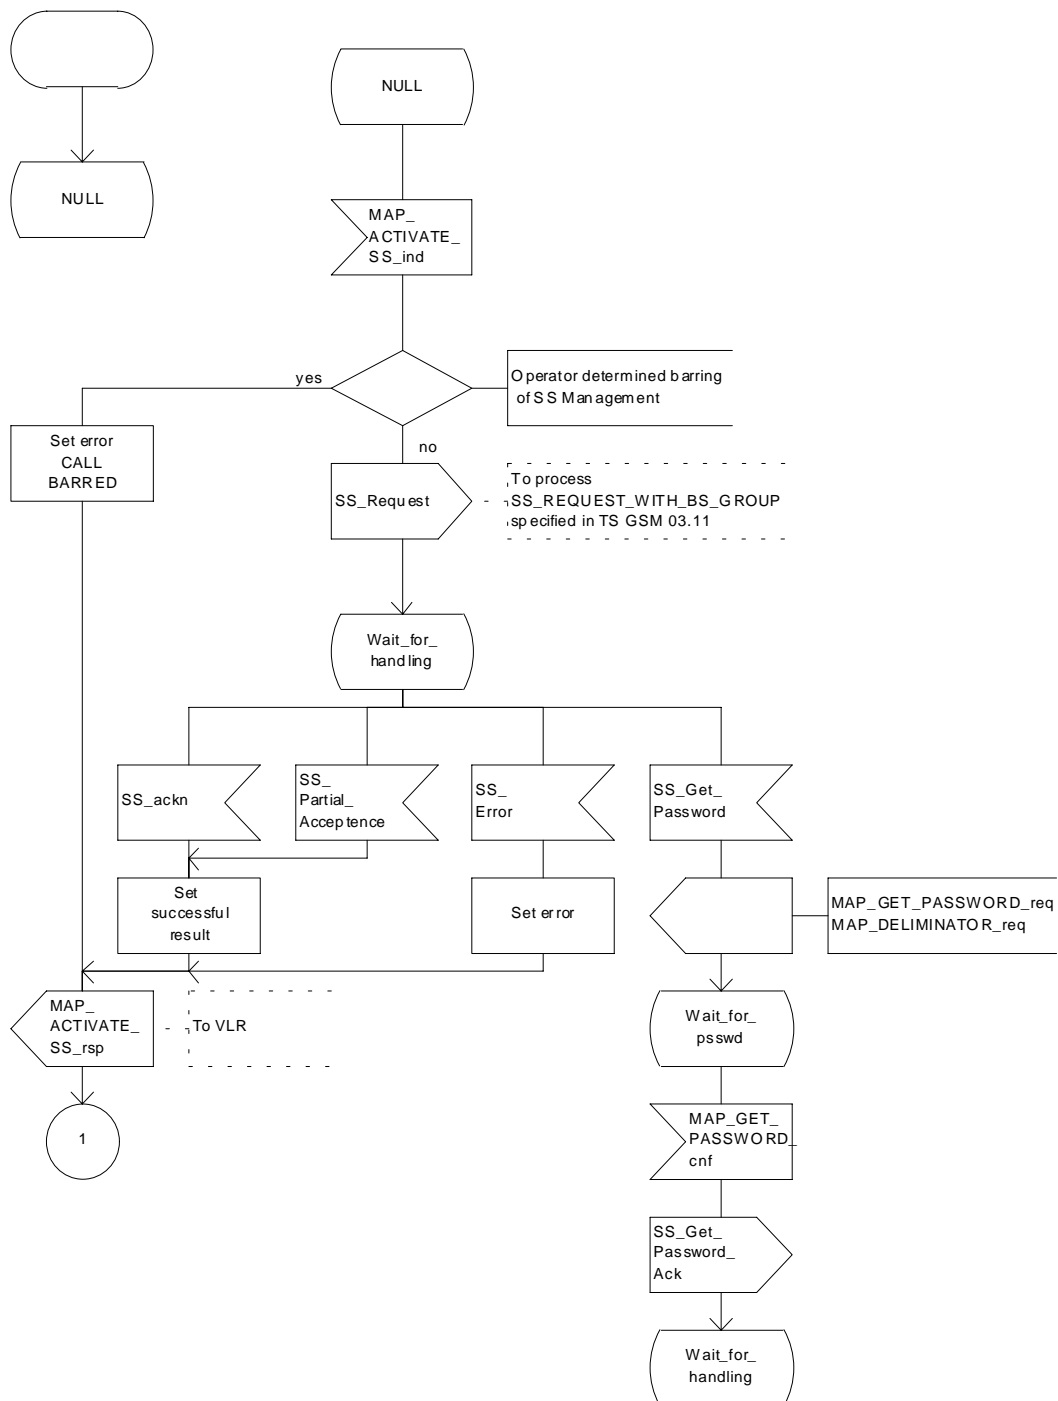 NULL
NULL
MAP_
ACTIVATE_
SS_ind
yes
Operator determined barring
of SS Management
Set error
CALL
BARRED
no
SS_Request
To process
SS_REQUEST_WITH_BS_GROUP
specified in TS GSM 03.11
Wait_for_
handling
SS_ackn
SS_
Partial_
Acceptence
SS_
Error
SS_Get_
Password
Set
successful
result
Set error
MAP_GET_PASSWORD_req
MAP_DELIMINATOR_req
MAP_
ACTIVATE_
SS_rsp
To VLR
Wait_for_
psswd
1
MAP_GET_
PASSWORD_
cnf
SS_Get_
Password_
Ack
Wait_for_
handling